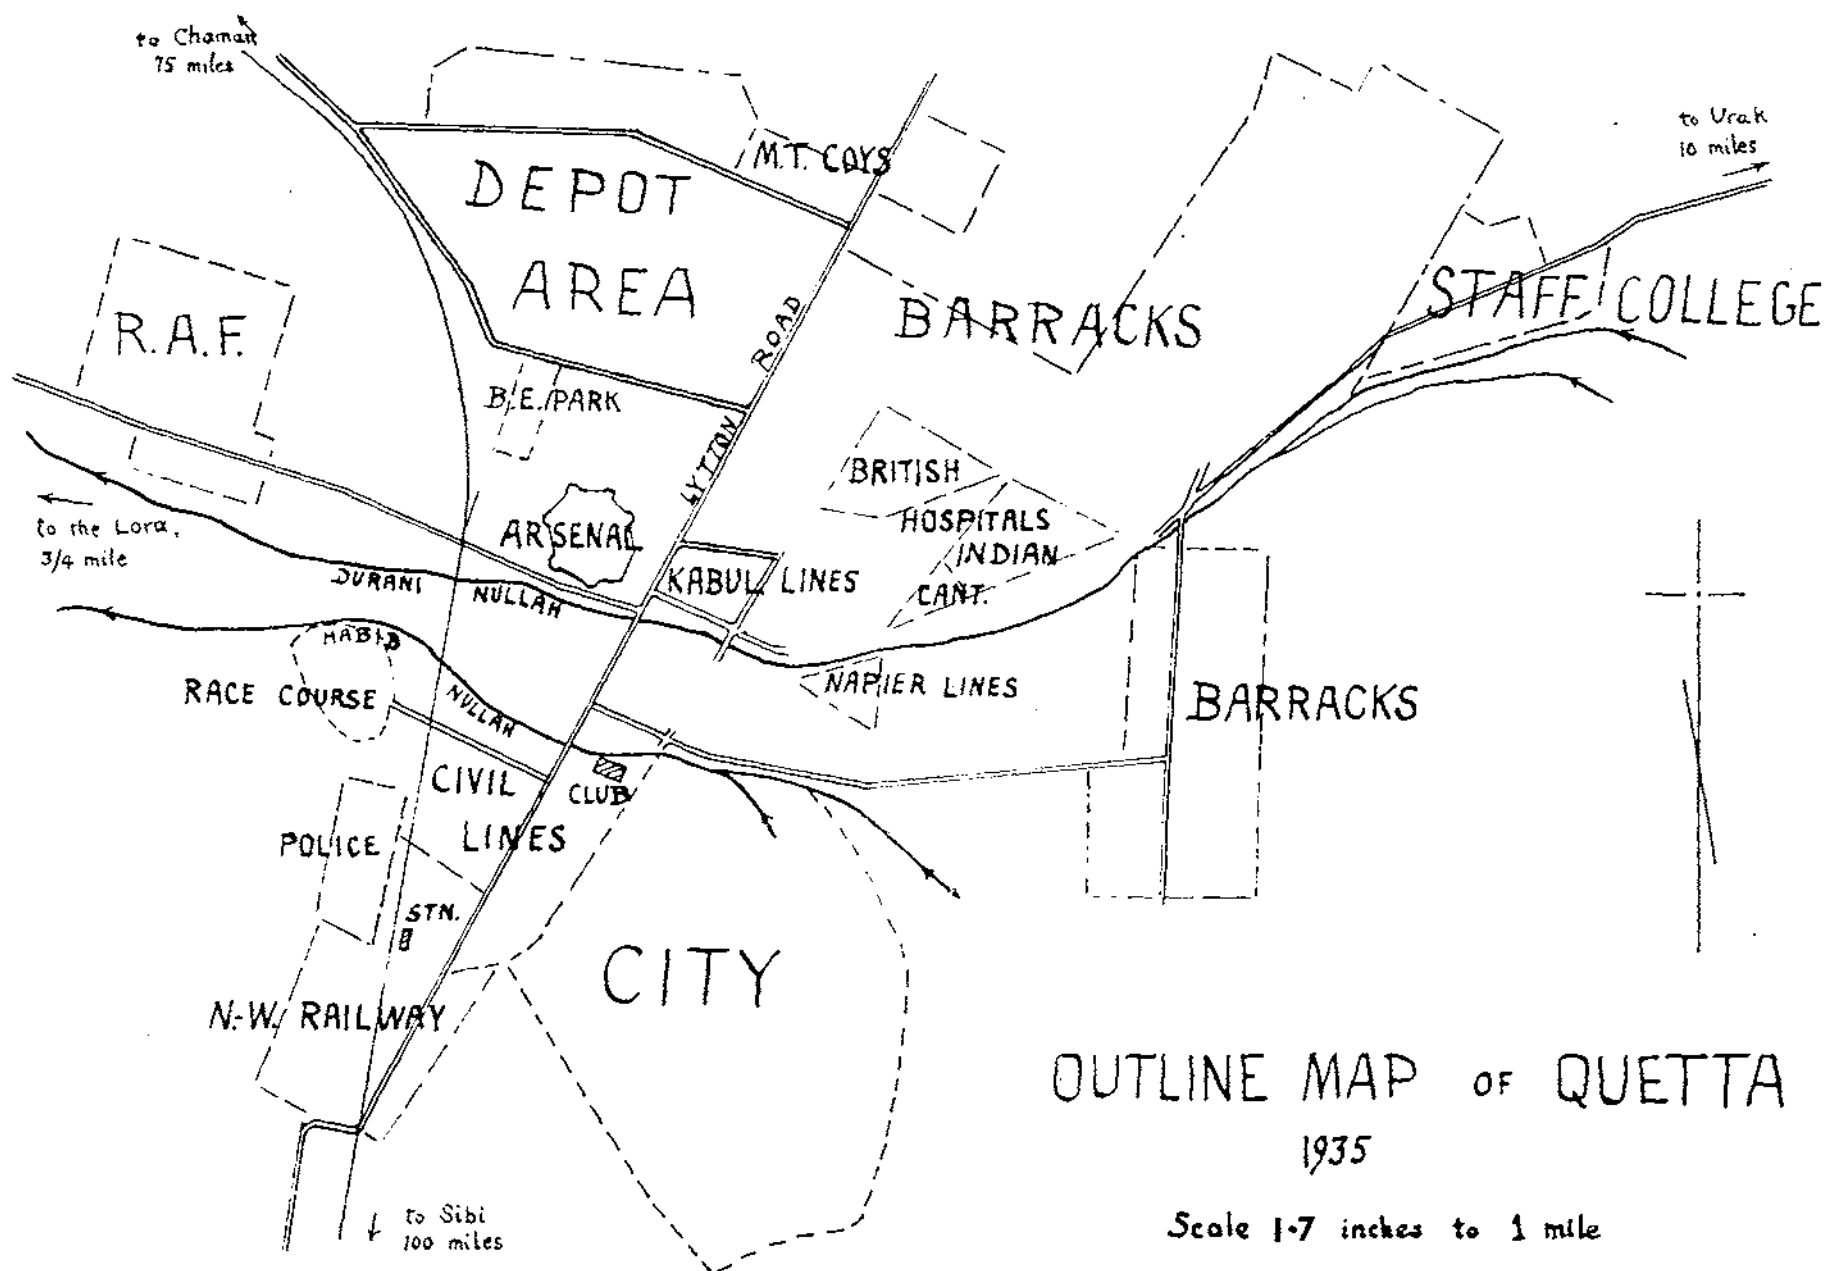 to Chaman
75 miles
M.T. COYS
to Urak
10 miles
DEPOT
AREA
R.A.F.
STAFF COLLEGE
BARRACKS
LYTTON ROAD
B.E. PARK
BRITISH
HOSPITALS
INDIAN
CANT.
ARSENAL
to the Lora,
3/4 mile
KABUL LINES
DURANI NULLAH
HABIB NULLAH
RACE COURSE
NAPIER LINES
BARRACKS
CIVIL
LINES
CLUB
POLICE
STN.
CITY
N.-W. RAILWAY
OUTLINE MAP OF QUETTA
1935
Scale 1.7 inches to 1 mile
to Sibi
100 miles